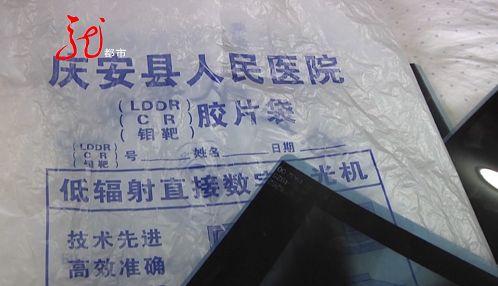 都市
庆安县人民医院
(LDDR)
(C R)
(钼靶)
胶片袋
(LDDR)
(C R)
(钼靶)
号 姓名 日期
低辐射直接数字 光机
技术先进
高效准确